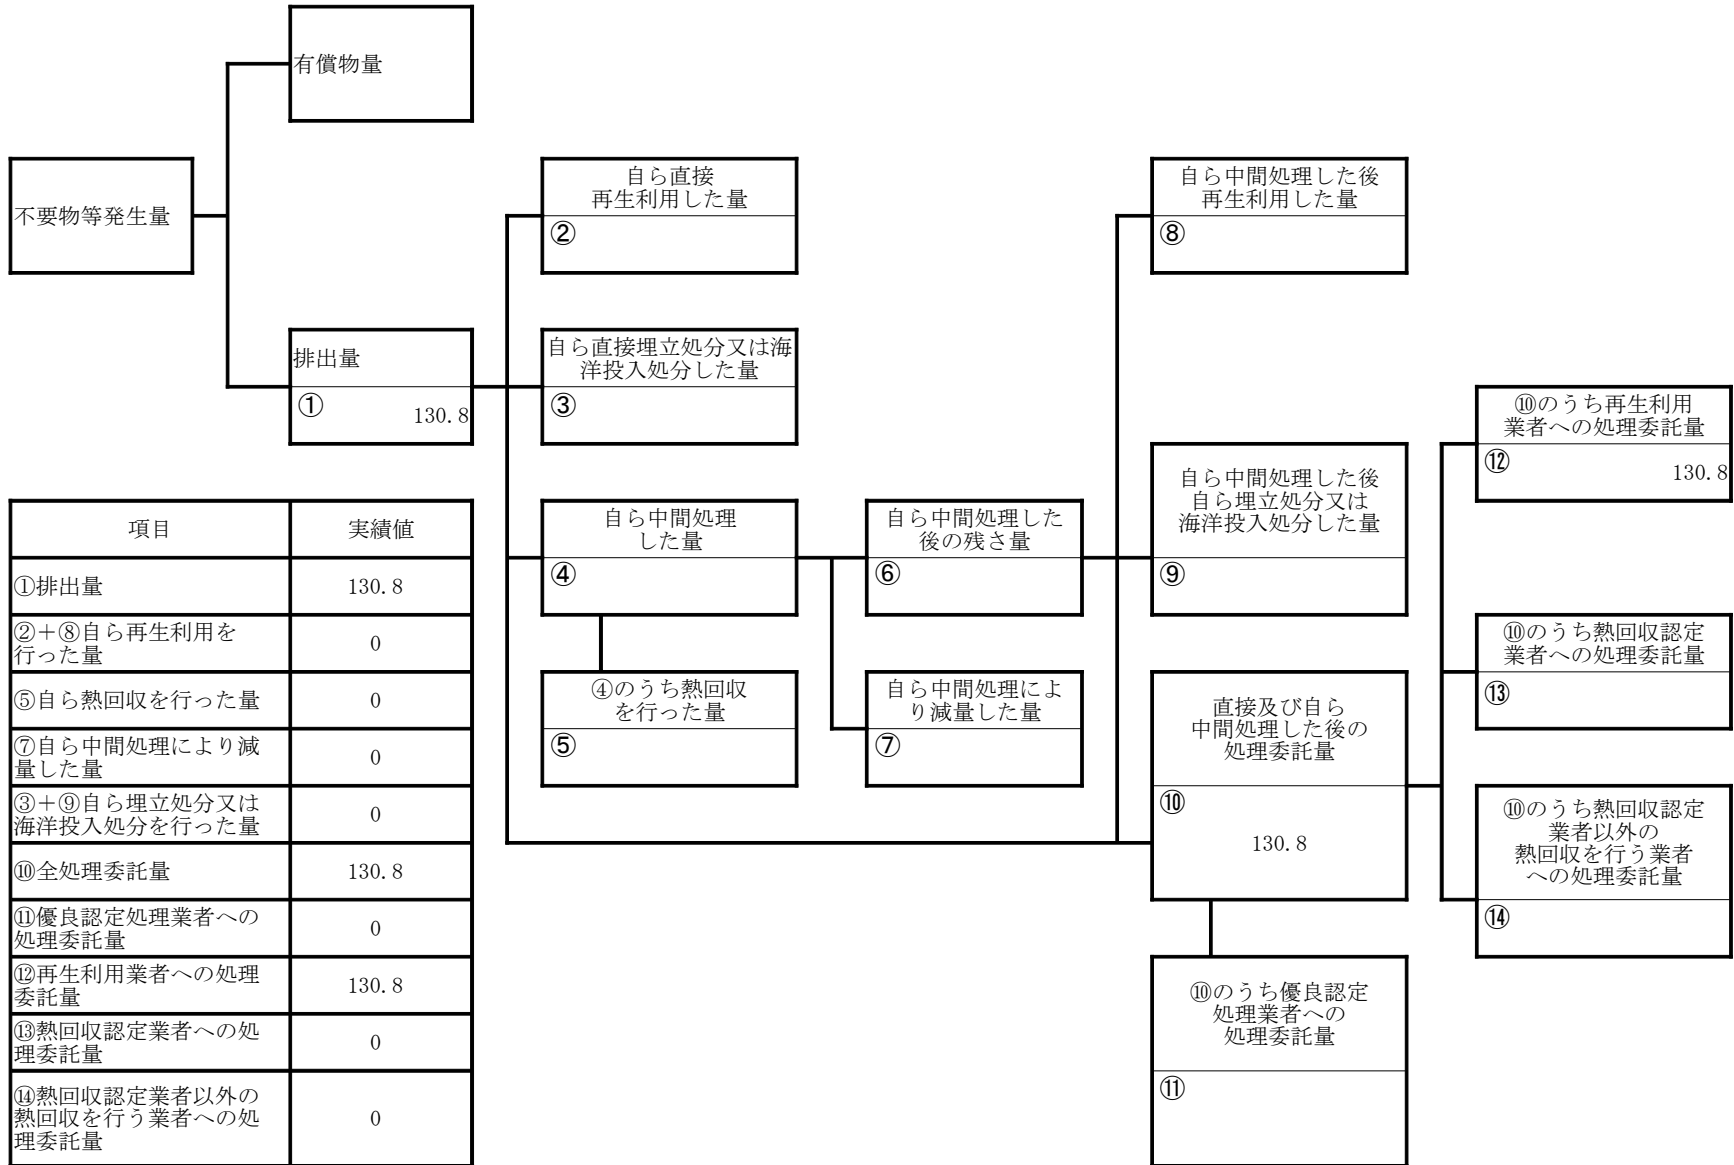 有償物量
不要物等発生量
自ら直接
再生利用した量
②
自ら中間処理した後
再生利用した量
⑧
排出量
①
130.8
自ら直接埋立処分又は海
洋投入処分した量
③
⑩のうち再生利用
業者への処理委託量
⑫
130.8
自ら中間処理した後
自ら埋立処分又は
海洋投入処分した量
⑨
自ら中間処理
した量
④
自ら中間処理した
後の残さ量
⑥
⑩のうち熱回収認定
業者への処理委託量
⑬
④のうち熱回収
を行った量
⑤
自ら中間処理によ
り減量した量
⑦
直接及び自ら
中間処理した後の
処理委託量
⑩
130.8
⑩のうち熱回収認定
業者以外の
熱回収を行う業者
への処理委託量
⑭
⑩のうち優良認定
処理業者への
処理委託量
⑪
項目 実績値
①排出量 130.8
②+⑧自ら再生利用を
行った量 0
⑤自ら熱回収を行った量 0
⑦自ら中間処理により減
量した量 0
③+⑨自ら埋立処分又は
海洋投入処分を行った量 0
⑩全処理委託量 130.8
⑪優良認定処理業者への
処理委託量 0
⑫再生利用業者への処理
委託量 130.8
⑬熱回収認定業者への処
理委託量 0
⑭熱回収認定業者以外の
熱回収を行う業者への処
理委託量 0